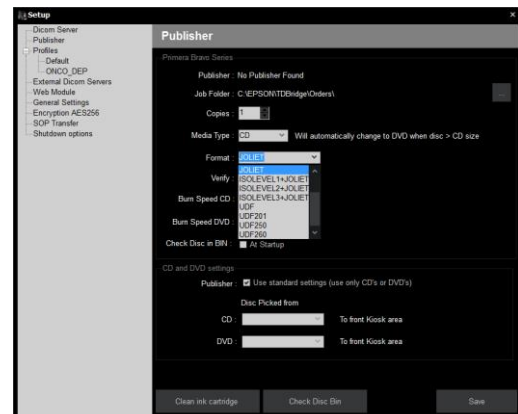 Setup
Dicom Server
Publisher
Profiles
Default
ONCO_DEP
External Dicom Servers
Web Module
General Settings
Encryption AES256
SOP Transfer
Shutdown options
Publisher
Primera Bravo Series
Publisher : No Publisher Found
Job Folder : C:\EPSON\TDBridge\Orders\
...
Copies : 1
Media Type : CD Will automatically change to DVD when disc > CD size
Format : JOLIET
Verify :
JOLIET
ISOLEVEL1+JOLIET
ISOLEVEL2+JOLIET
ISOLEVEL3+JOLIET
UDF
UDF201
UDF250
UDF260
Burn Speed CD :
Burn Speed DVD :
Check Disc in BIN : At Startup
CD and DVD settings
Publisher : Use standard settings (use only CD's or DVD's)
Disc Picked from
CD : To front Kiosk area
DVD : To front Kiosk area
Clean ink cartridge Check Disc Bin Save